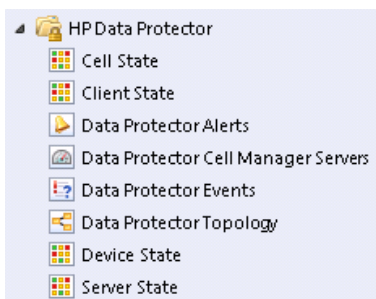 HP Data Protector
Cell State
Client State
Data Protector Alerts
Data Protector Cell Manager Servers
Data Protector Events
Data Protector Topology
Device State
Server State